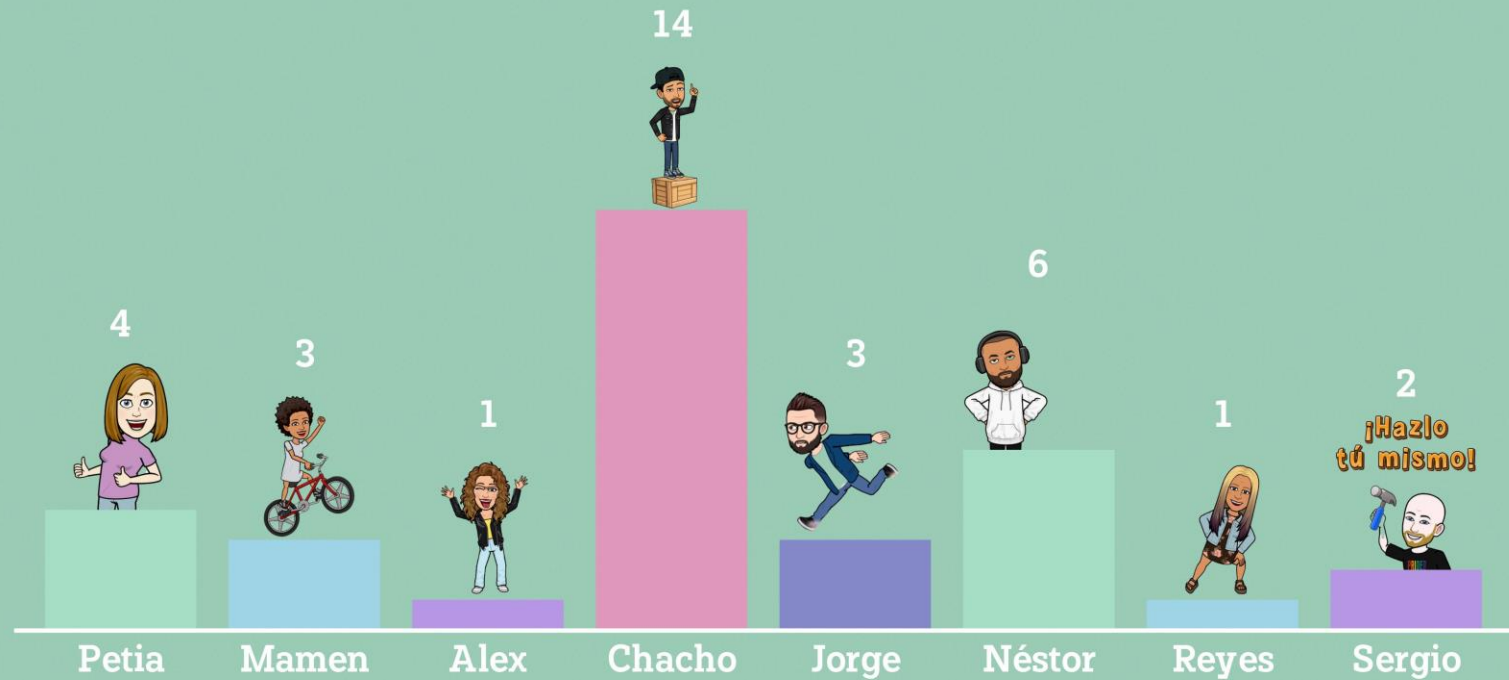 14
6
4
3
3
1
1
2
¡Hazlo
tú mismo!
Petia
Mamen
Alex
Chacho
Jorge
Néstor
Reyes
Sergio